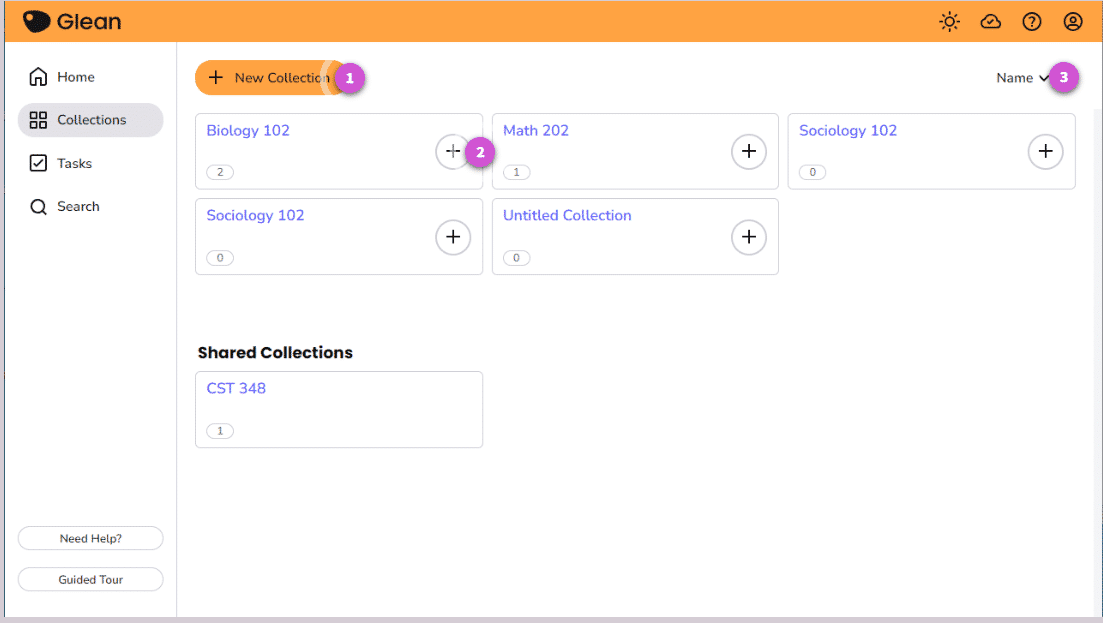 Glean
Home
Collections
Tasks
Search
Need Help?
Guided Tour
New Collection 1
Name 3
Biology 102
2
2
Math 202
1
Sociology 102
0
Sociology 102
0
Untitled Collection
0
Shared Collections
CST 348
1